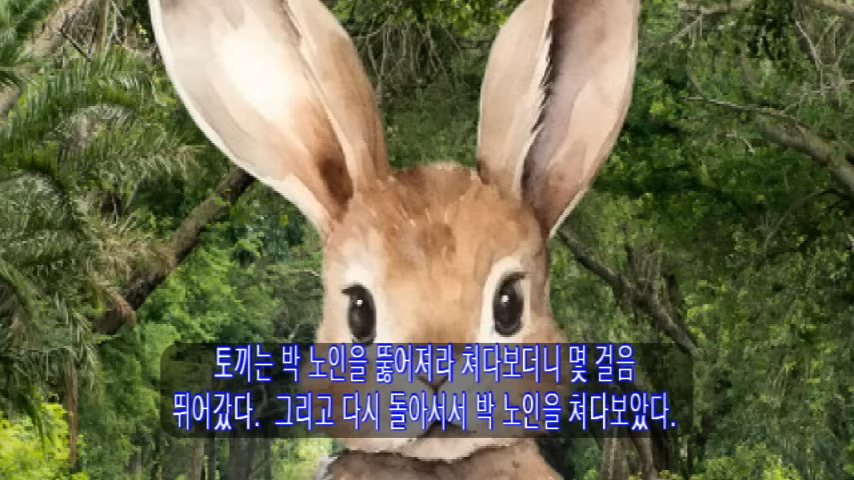 토끼는 박 노인을 뚫어져라 쳐다보더니 몇 걸음
뛰어갔다. 그리고 다시 돌아서서 박 노인을 쳐다보았다.